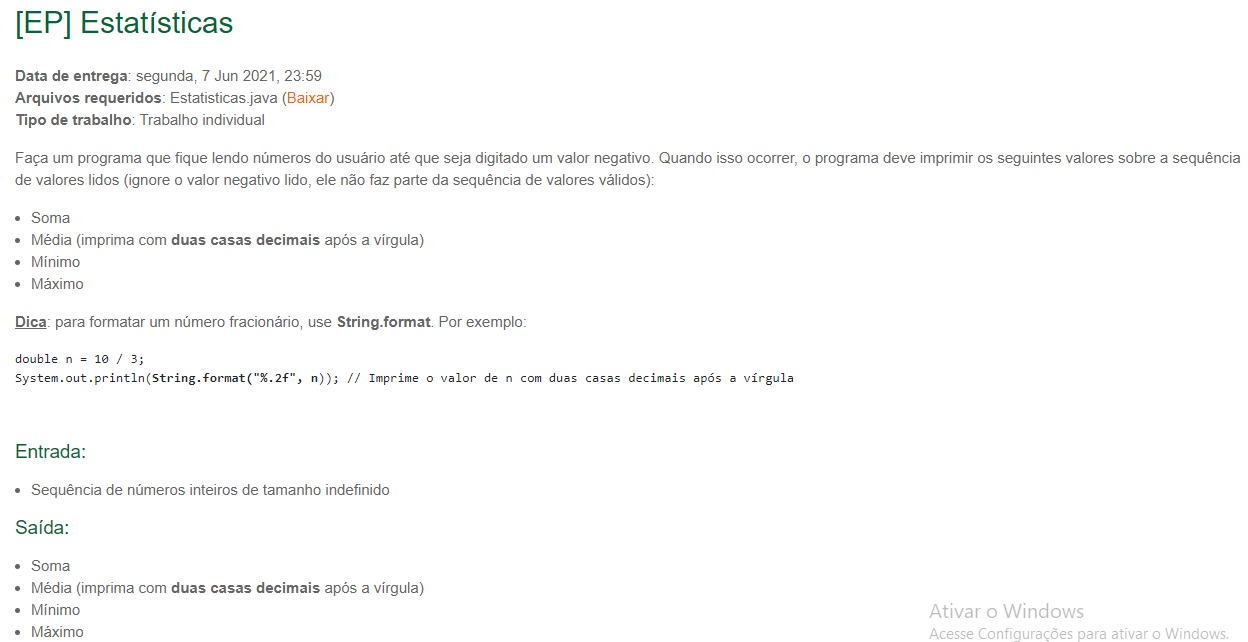 [EP] Estatísticas
Data de entrega: segunda, 7 Jun 2021, 23:59
Arquivos requeridos: Estatisticas.java (Baixar)
Tipo de trabalho: Trabalho individual
Faça um programa que fique lendo números do usuário até que seja digitado um valor negativo. Quando isso ocorrer, o programa deve imprimir os seguintes valores sobre a sequência
de valores lidos (ignore o valor negativo lido, ele não faz parte da sequência de valores válidos):
• Soma
• Média (imprima com duas casas decimais após a vírgula)
• Mínimo
• Máximo
Dica: para formatar um número fracionário, use String.format. Por exemplo:
double n = 10 / 3;
System.out.println(String.format("%.2f", n)); // Imprime o valor de n com duas casas decimais após a vírgula
Entrada:
• Sequência de números inteiros de tamanho indefinido
Saída:
• Soma
• Média (imprima com duas casas decimais após a vírgula)
• Mínimo
• Máximo
Ativar o Windows
Acesse Configurações para ativar o Windows.